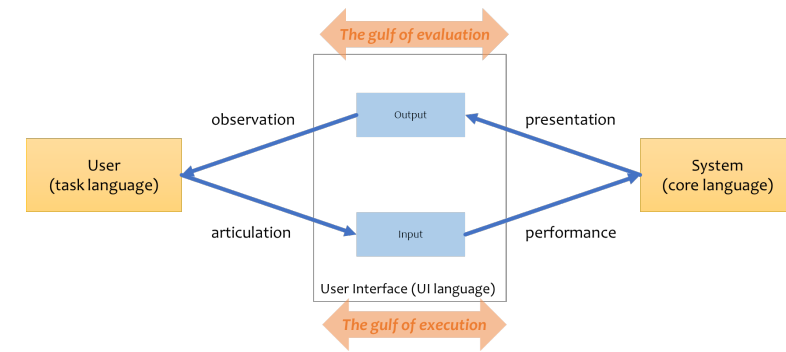 The gulf of evaluation
observation
Output
presentation
User
(task language)
System
(core language)
articulation
Input
performance
User Interface (UI language)
The gulf of execution